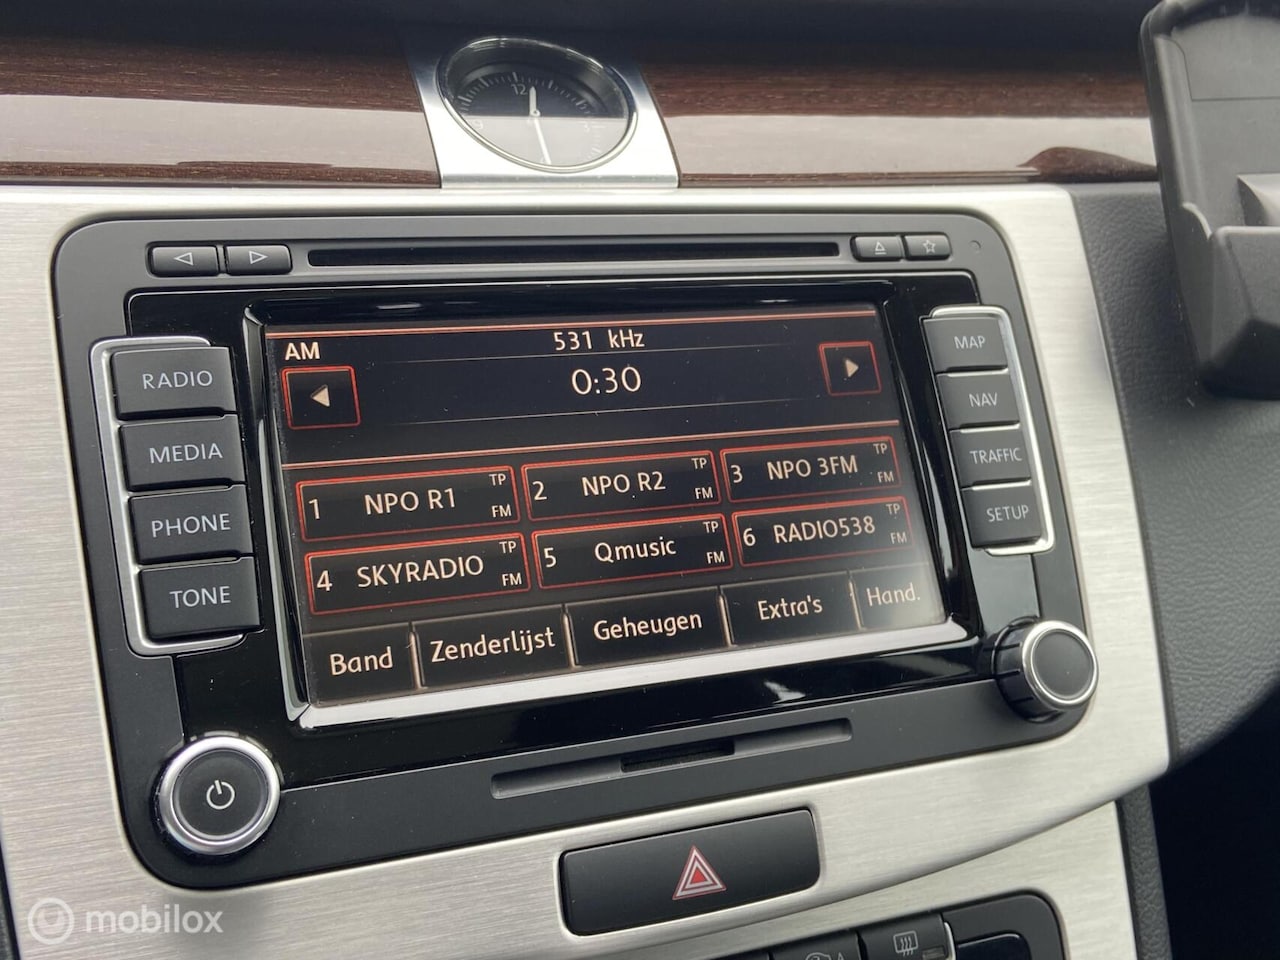 12
AM
531 kHz
0:30
RADIO
MEDIA
PHONE
TONE
1 NPO R1 TP FM
2 NPO R2 TP FM
3 NPO 3FM TP FM
4 SKYRADIO TP FM
5 Qmusic TP FM
6 RADIO538 TP FM
Band
Zenderlijst
Geheugen
Extra's
Hand.
MAP
NAV
TRAFFIC
SETUP
mobilox